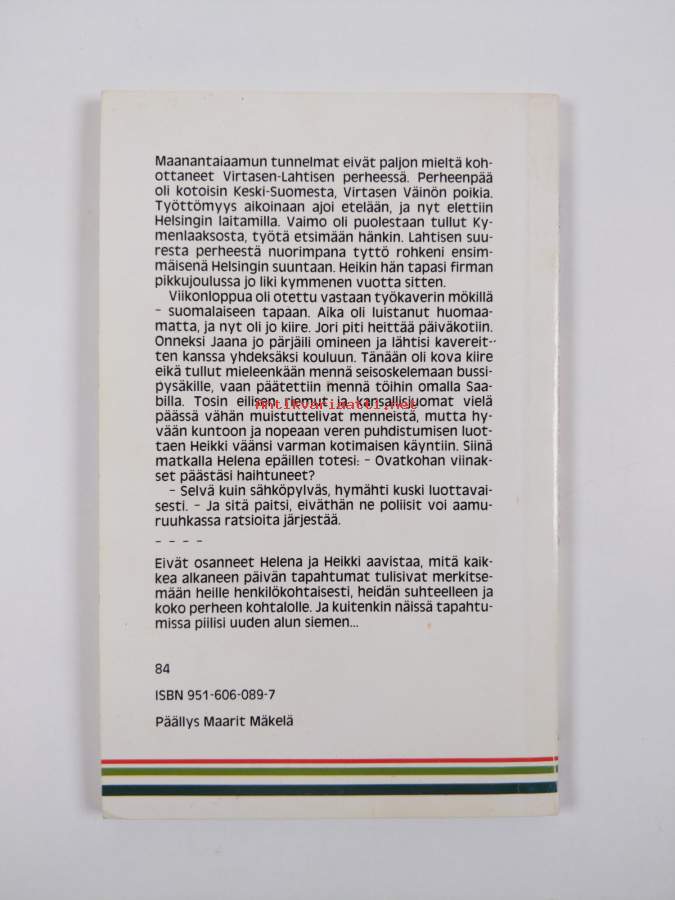 Maanantaiaamun tunnelmat eivät paljon mieltä koh-
ottaneet Virtasen-Lahtisen perheessä. Perheenpää
oli kotoisin Keski-Suomesta, Virtasen Väinön poikia.
Työttömyys aikoinaan ajoi etelään, ja nyt elettiin
Helsingin laitamilla. Vaimo oli puolestaan tullut Ky-
menlaaksosta, työtä etsimään hänkin. Lahtisen suu-
resta perheestä nuorimpana tyttö rohkeni ensim-
mäisenä Helsingin suuntaan. Heikin hän tapasi firman
pikkujoulussa jo liki kymmenen vuotta sitten.
Viikonloppua oli otettu vastaan työkaverin mökillä
- suomalaiseen tapaan. Aika oli luistanut huomaa-
matta, ja nyt oli jo kiire. Jori piti heittää päiväkotiin.
Onneksi Jaana jo pärjäili omineen ja lähtisi kavereit-
ten kanssa yhdeksäksi kouluun. Tänään oli kova kiire
eikä tullut mieleenkään mennä seisoskelemaan bussi-
pysäkille, vaan päätettiin mennä töihin omalla Saa-
billa. Tosin eilisen riemut ja kansallisjuomat vielä
Antikvariaatti.net
päässä vähän muistuttelivat menneistä, mutta hy-
vään kuntoon ja nopeaan veren puhdistumisen luot-
taen Heikki väänsi varman kotimaisen käyntiin. Siinä
matkalla Helena epäillen totesi: - Ovatkohan viinak-
set päästäsi haihtuneet?
- Selvä kuin sähköpylväs, hymähti kuski luottavai-
sesti. - Ja sitä paitsi, eiväthän ne poliisit voi aamu-
ruuhkassa ratsioita järjestää.
- - - -
Eivät osanneet Helena ja Heikki aavistaa, mitä kaik-
kea alkaneen päivän tapahtumat tulisivat merkitse-
mään heille henkilökohtaisesti, heidän suhteelleen ja
koko perheen kohtalolle. Ja kuitenkin näissä tapahtu-
missa piilisi uuden alun siemen...
84
ISBN 951-606-089-7
Päällys Maarit Mäkelä